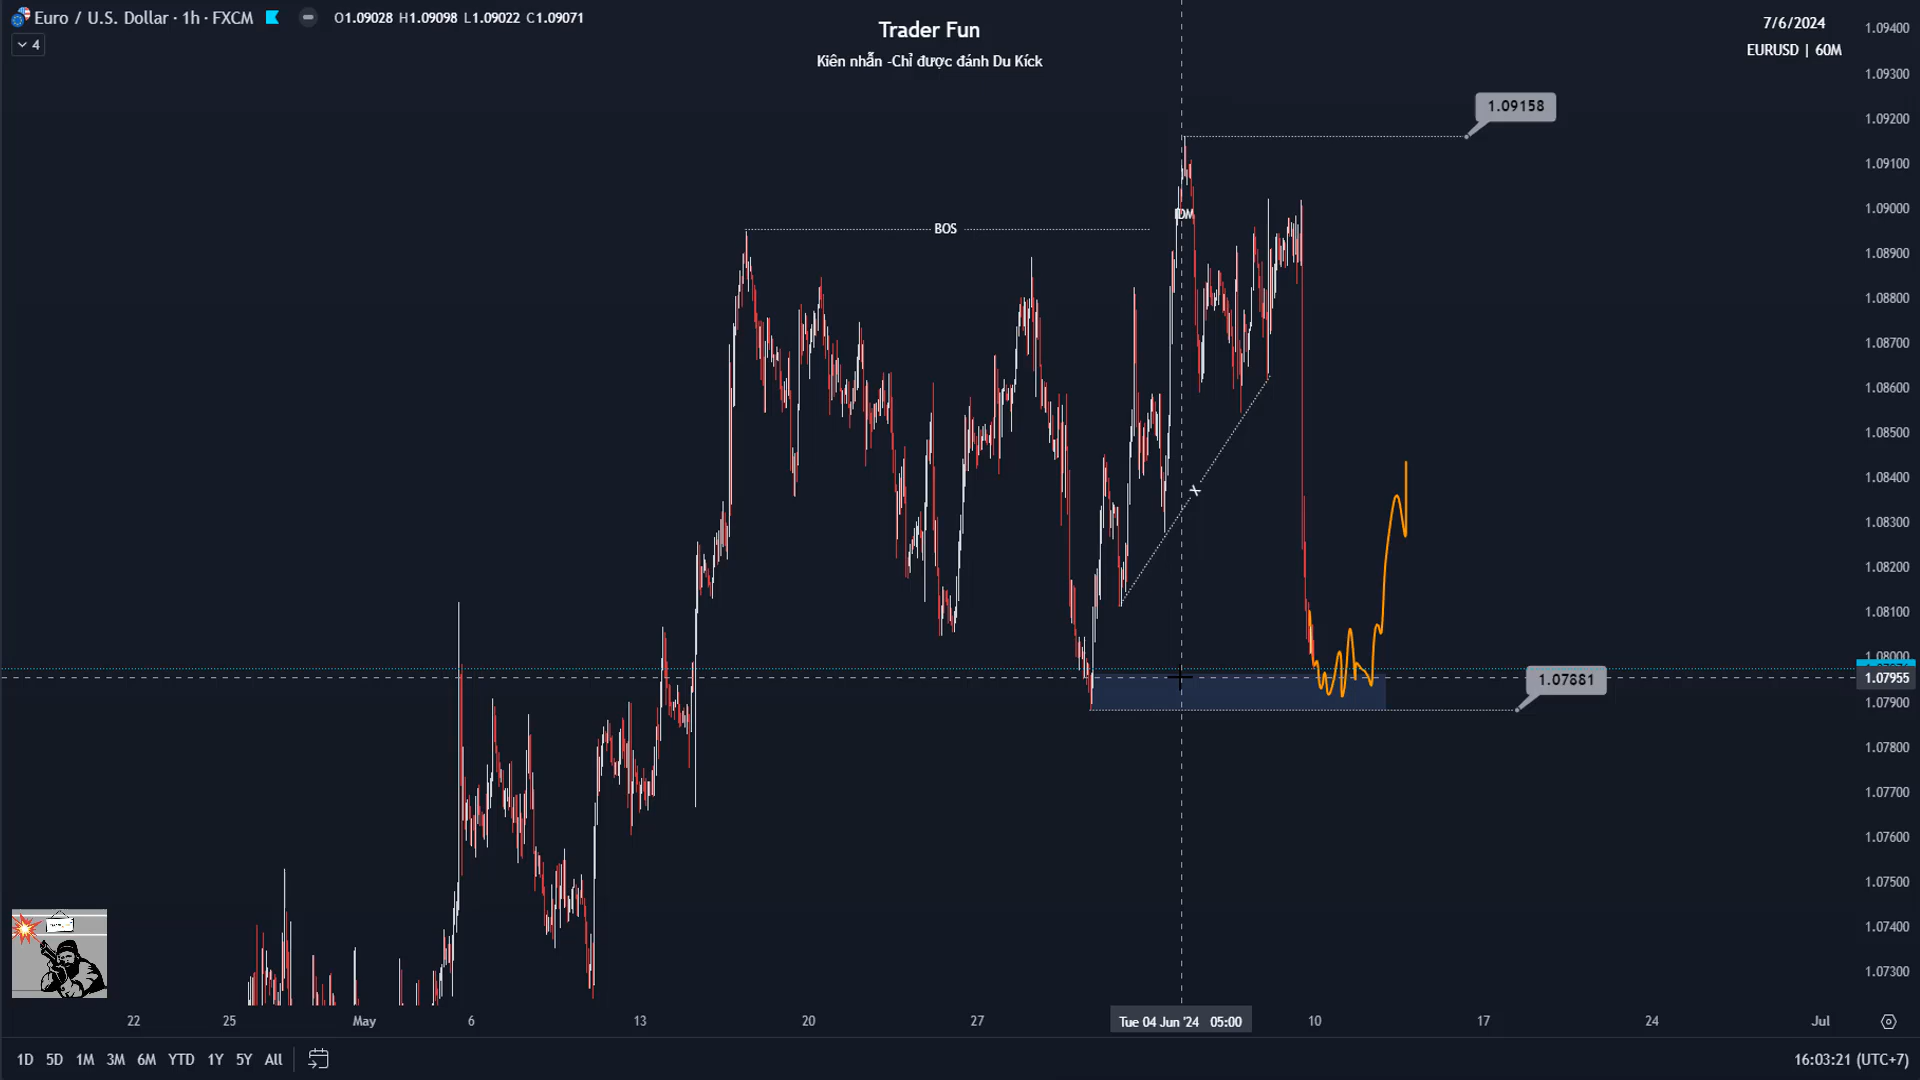 Euro / U.S. Dollar · 1h · FXCM O1.09028 H1.09098 L1.09022 C1.09071
4
Trader Fun
Kiên nhẫn -Chỉ được đánh Du Kích
7/6/2024
EURUSD | 60M
1.09158
IDM
BOS
x
1.07881
1.09400
1.09300
1.09200
1.09100
1.09000
1.08900
1.08800
1.08700
1.08600
1.08500
1.08400
1.08300
1.08200
1.08100
1.08000
1.07955
1.07900
1.07800
1.07700
1.07600
1.07500
1.07400
1.07300
22 25 May 6 13 20 27 Tue 04 Jun '24 05:00 10 17 24 Jul
1D 5D 1M 3M 6M YTD 1Y 5Y All
16:03:21 (UTC+7)